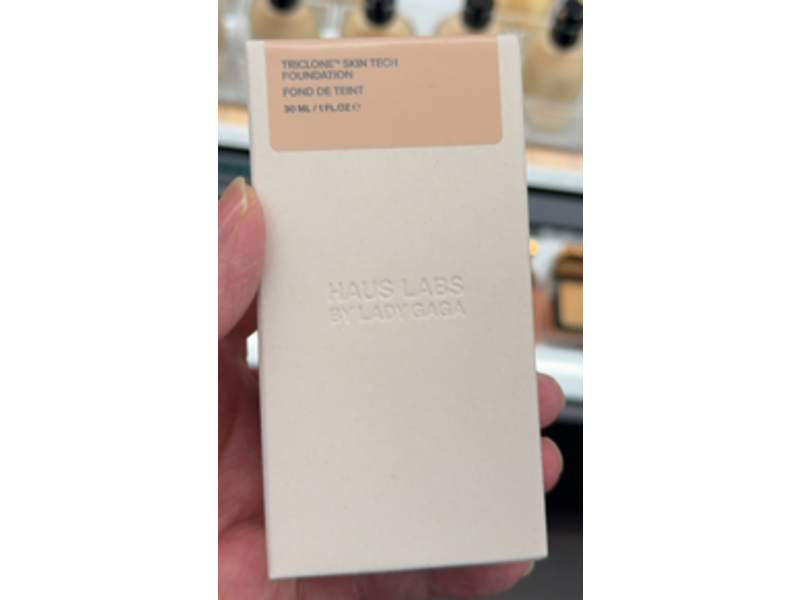 TRICLONE™ SKIN TECH
FOUNDATION
FOND DE TEINT
30 ML / 1 FL.OZ ℮
HAUS LABS
BY LADY GAGA